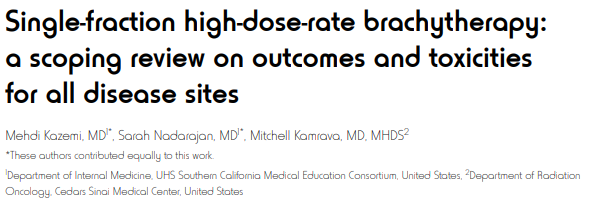 Single-fraction high-dose-rate brachytherapy:
a scoping review on outcomes and toxicities
for all disease sites
Mehdi Kazemi, MD1*, Sarah Nadarajan, MD1*, Mitchell Kamrava, MD, MHDS2
*These authors contributed equally to this work.
1Department of Internal Medicine, UHS Southern California Medical Education Consortium, United States, 2Department of Radiation
Oncology, Cedars Sinai Medical Center, United States